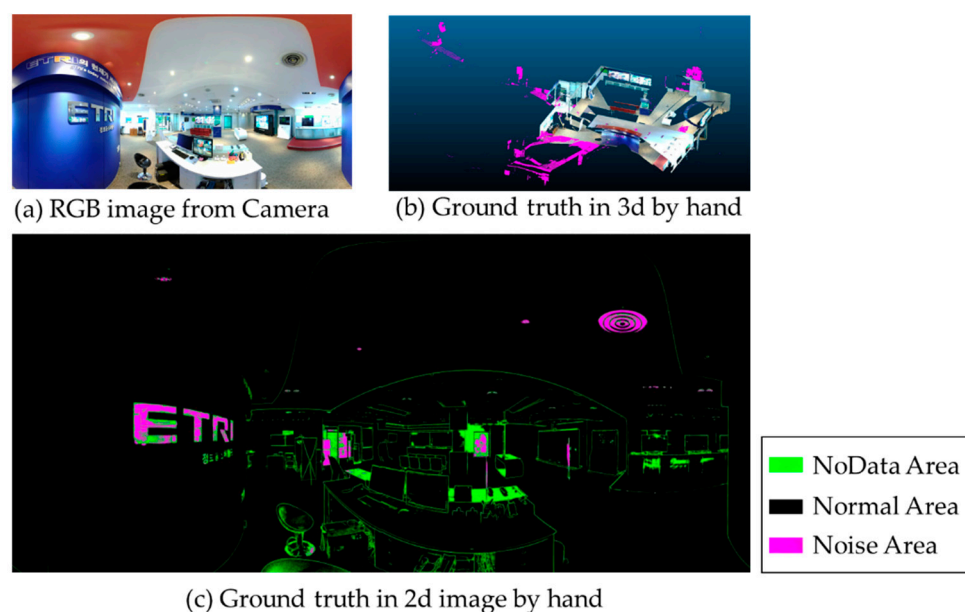 ETRI
ETRI
(a) RGB image from Camera
(b) Ground truth in 3d by hand
ETRI
NoData Area
Normal Area
Noise Area
(c) Ground truth in 2d image by hand